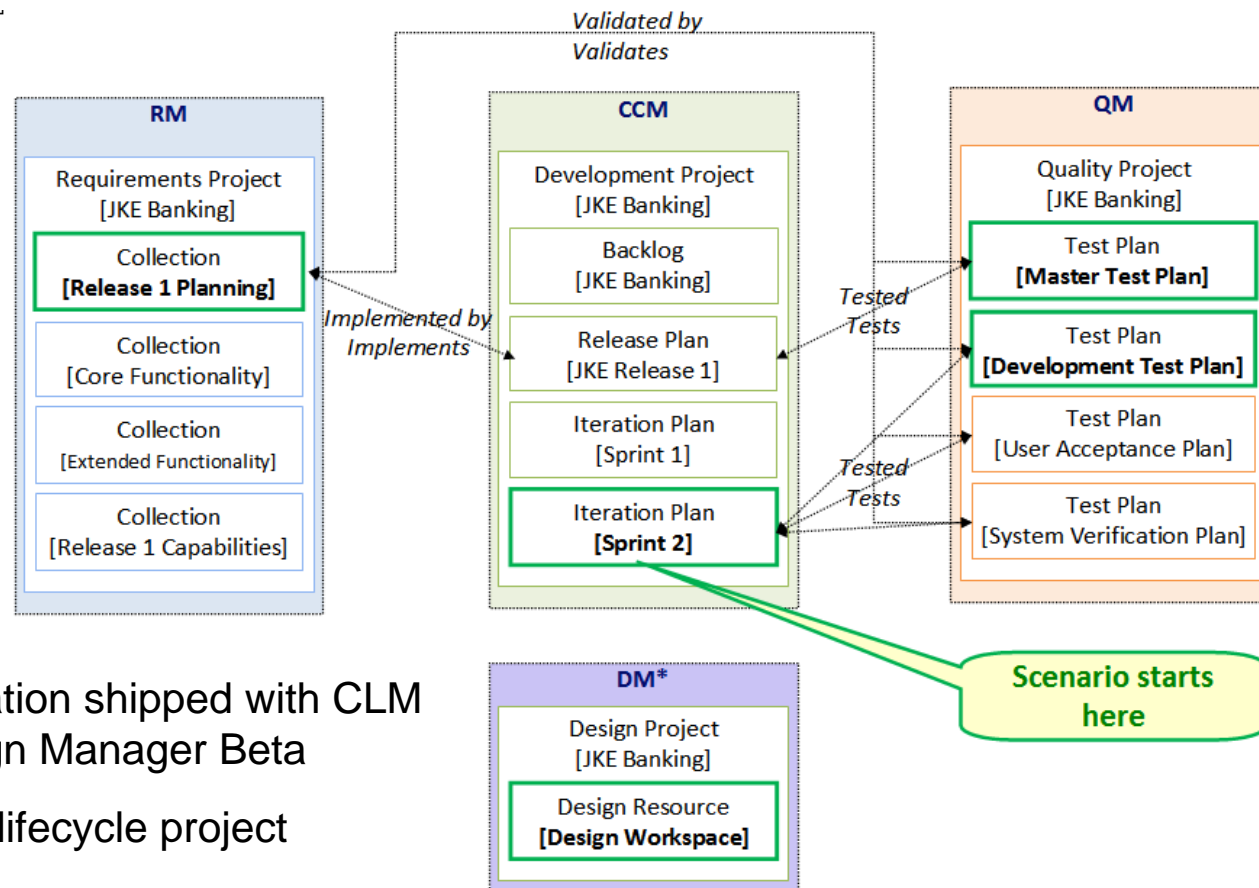 Validated by
Validates
RM
Requirements Project
[JKE Banking]
Collection
[Release 1 Planning]
Collection
[Core Functionality]
Collection
[Extended Functionality]
Collection
[Release 1 Capabilities]
Implemented by
Implements
CCM
Development Project
[JKE Banking]
Backlog
[JKE Banking]
Release Plan
[JKE Release 1]
Iteration Plan
[Sprint 1]
Iteration Plan
[Sprint 2]
Tested
Tests
Tested
Tests
QM
Quality Project
[JKE Banking]
Test Plan
[Master Test Plan]
Test Plan
[Development Test Plan]
Test Plan
[User Acceptance Plan]
Test Plan
[System Verification Plan]
Scenario starts
here
DM*
Design Project
[JKE Banking]
Design Resource
[Design Workspace]
ation shipped with CLM
gn Manager Beta
lifecycle project